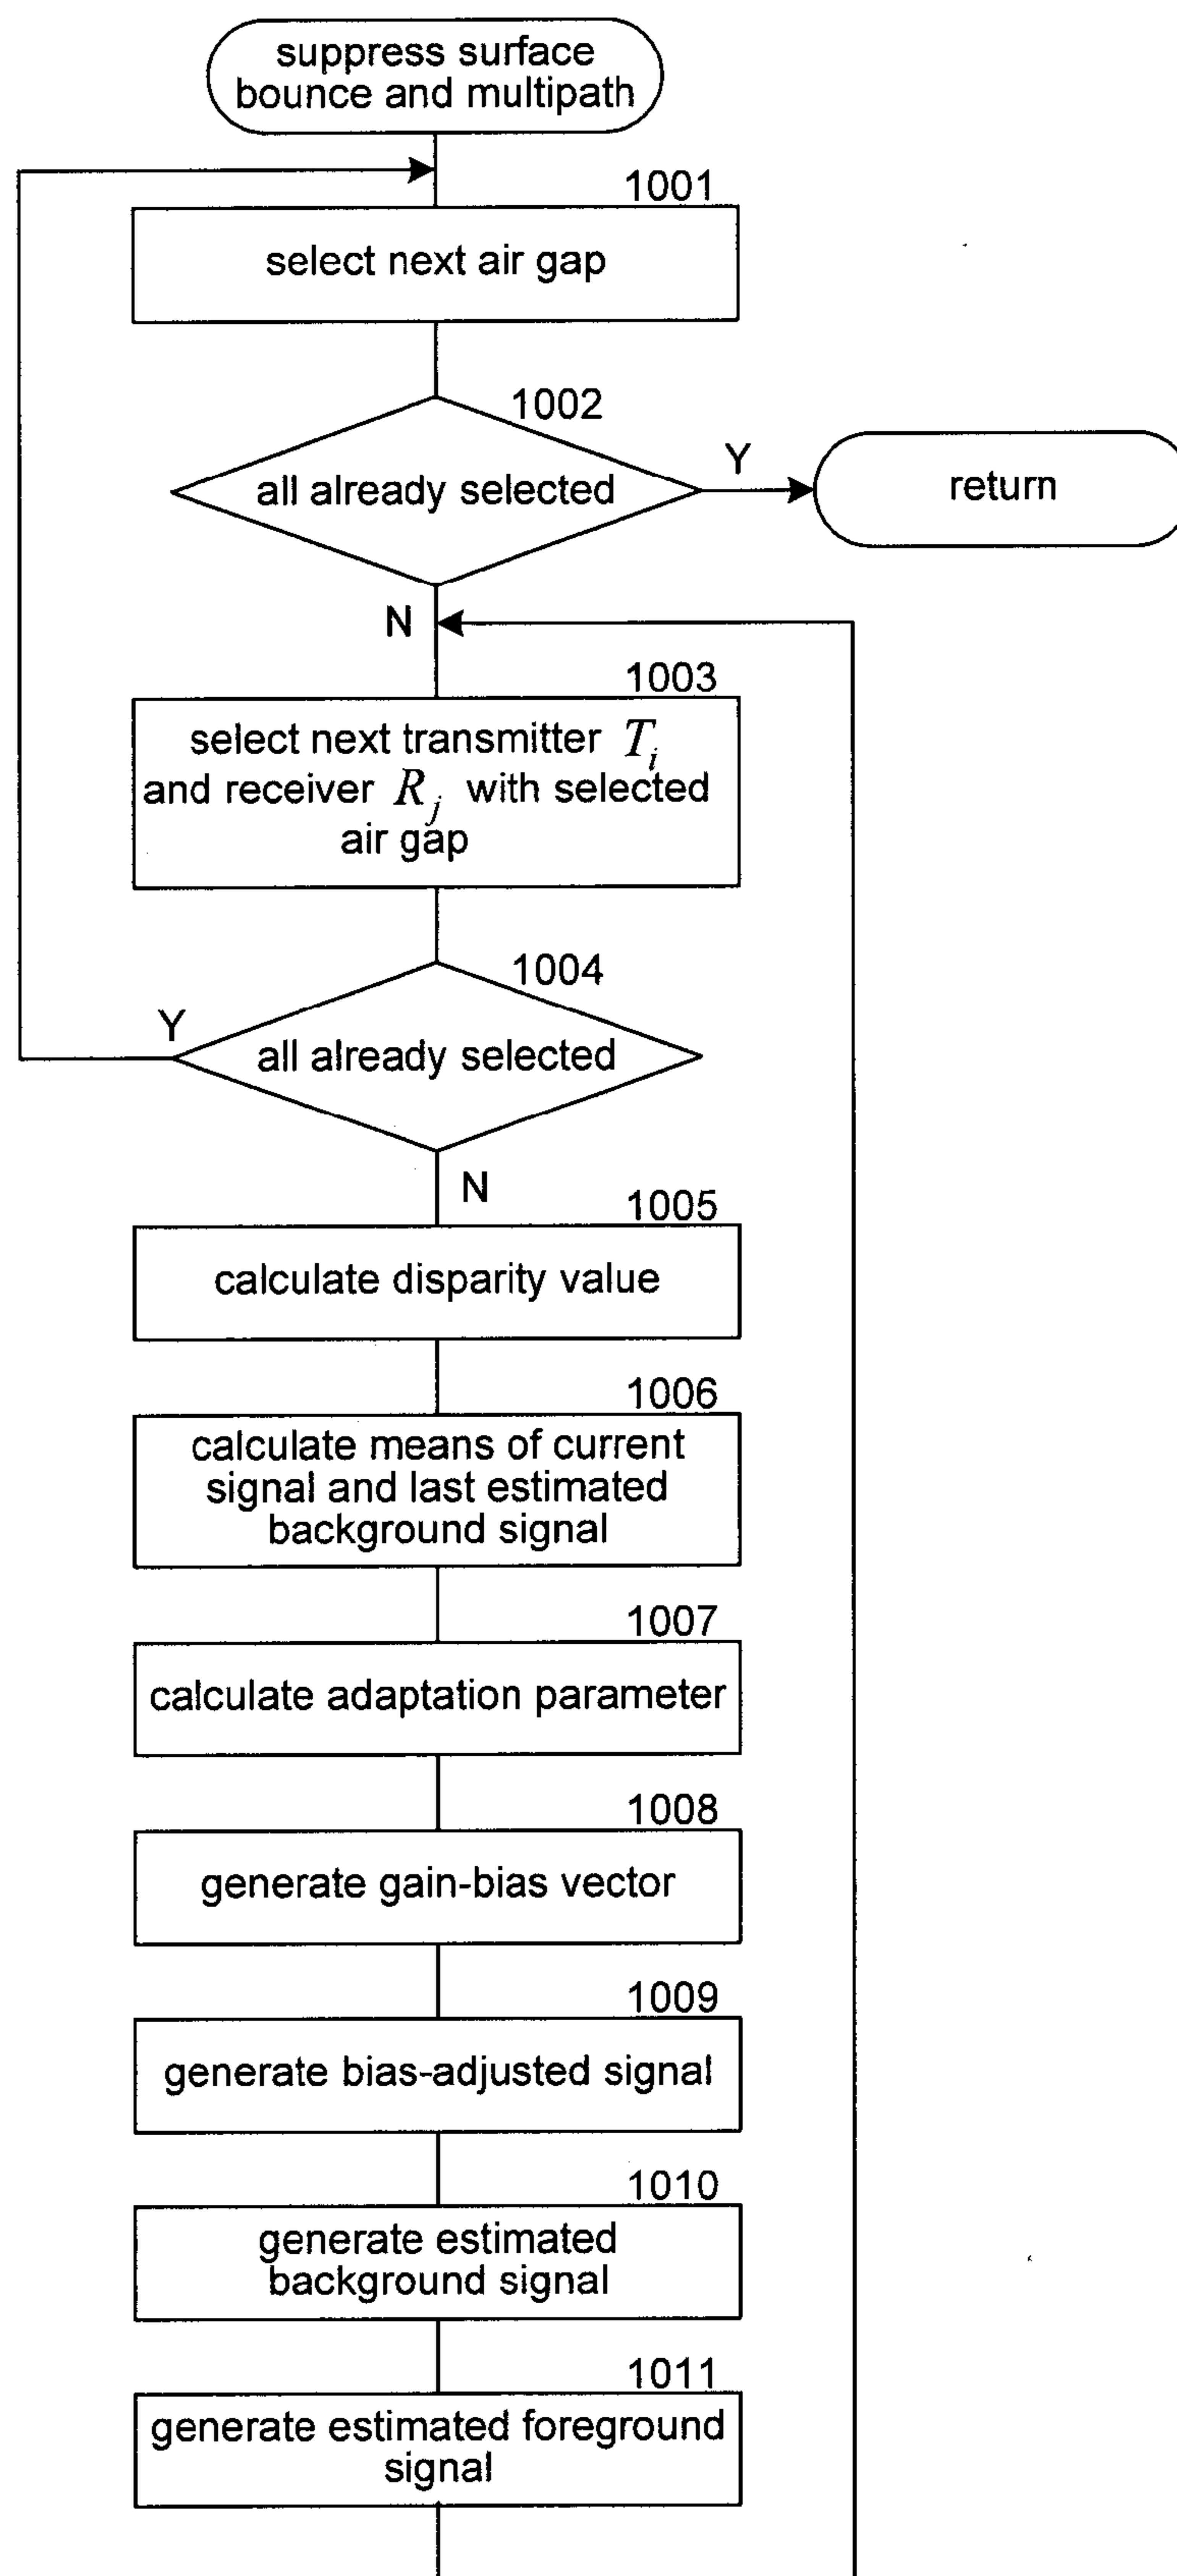 suppress surface
bounce and multipath
1001
select next air gap
1002
all already selected
Y
return
N
1003
select next transmitter T_i
and receiver R_j with selected
air gap
1004
Y
all already selected
N
1005
calculate disparity value
1006
calculate means of current
signal and last estimated
background signal
1007
calculate adaptation parameter
1008
generate gain-bias vector
1009
generate bias-adjusted signal
1010
generate estimated
background signal
1011
generate estimated foreground
signal